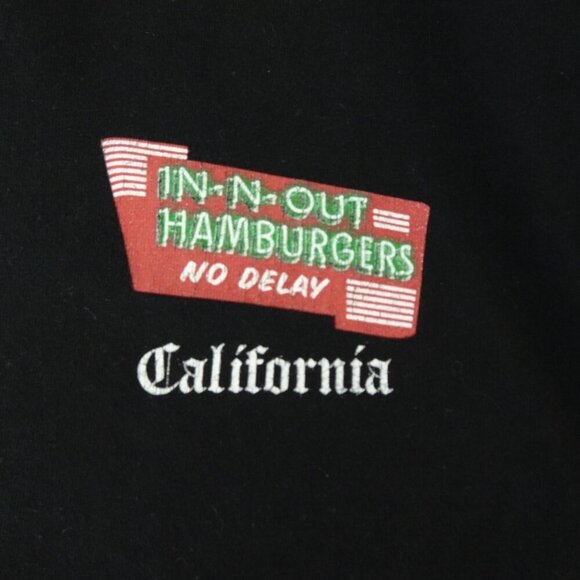 IN-N-OUT
HAMBURGERS
NO DELAY
California